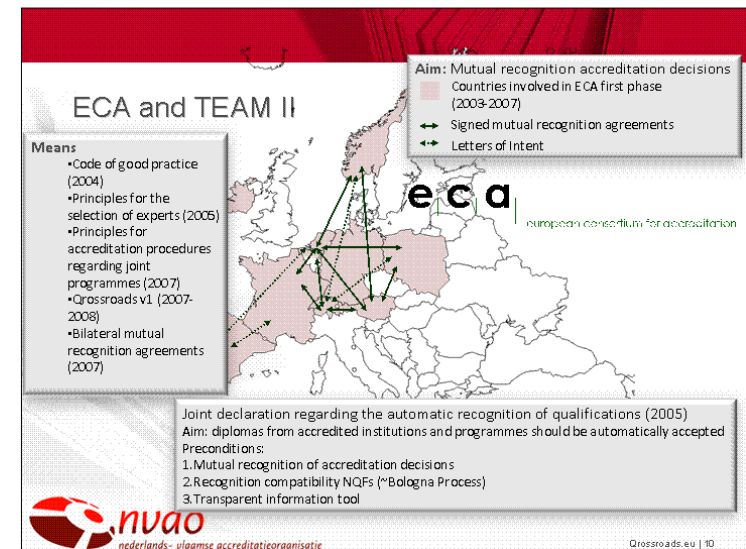 ECA and TEAM II
Aim: Mutual recognition accreditation decisions
Countries involved in ECA first phase
(2003-2007)
Signed mutual recognition agreements
Letters of Intent
Means
•Code of good practice
(2004)
•Principles for the
selection of experts (2005)
•Principles for
accreditation procedures
regarding joint
programmes (2007)
•Qrossroads v1 (2007-
2008)
•Bilateral mutual
recognition agreements
(2007)
eca
european consortium for accreditation
Joint declaration regarding the automatic recognition of qualifications (2005)
Aim: diplomas from accredited institutions and programmes should be automatically accepted
Preconditions:
1.Mutual recognition of accreditation decisions
2.Recognition compatibility NQFs (~Bologna Process)
3.Transparent information tool
nvao
nederlands- vlaamse accreditatieorganisatie
Qrossroads.eu | 10